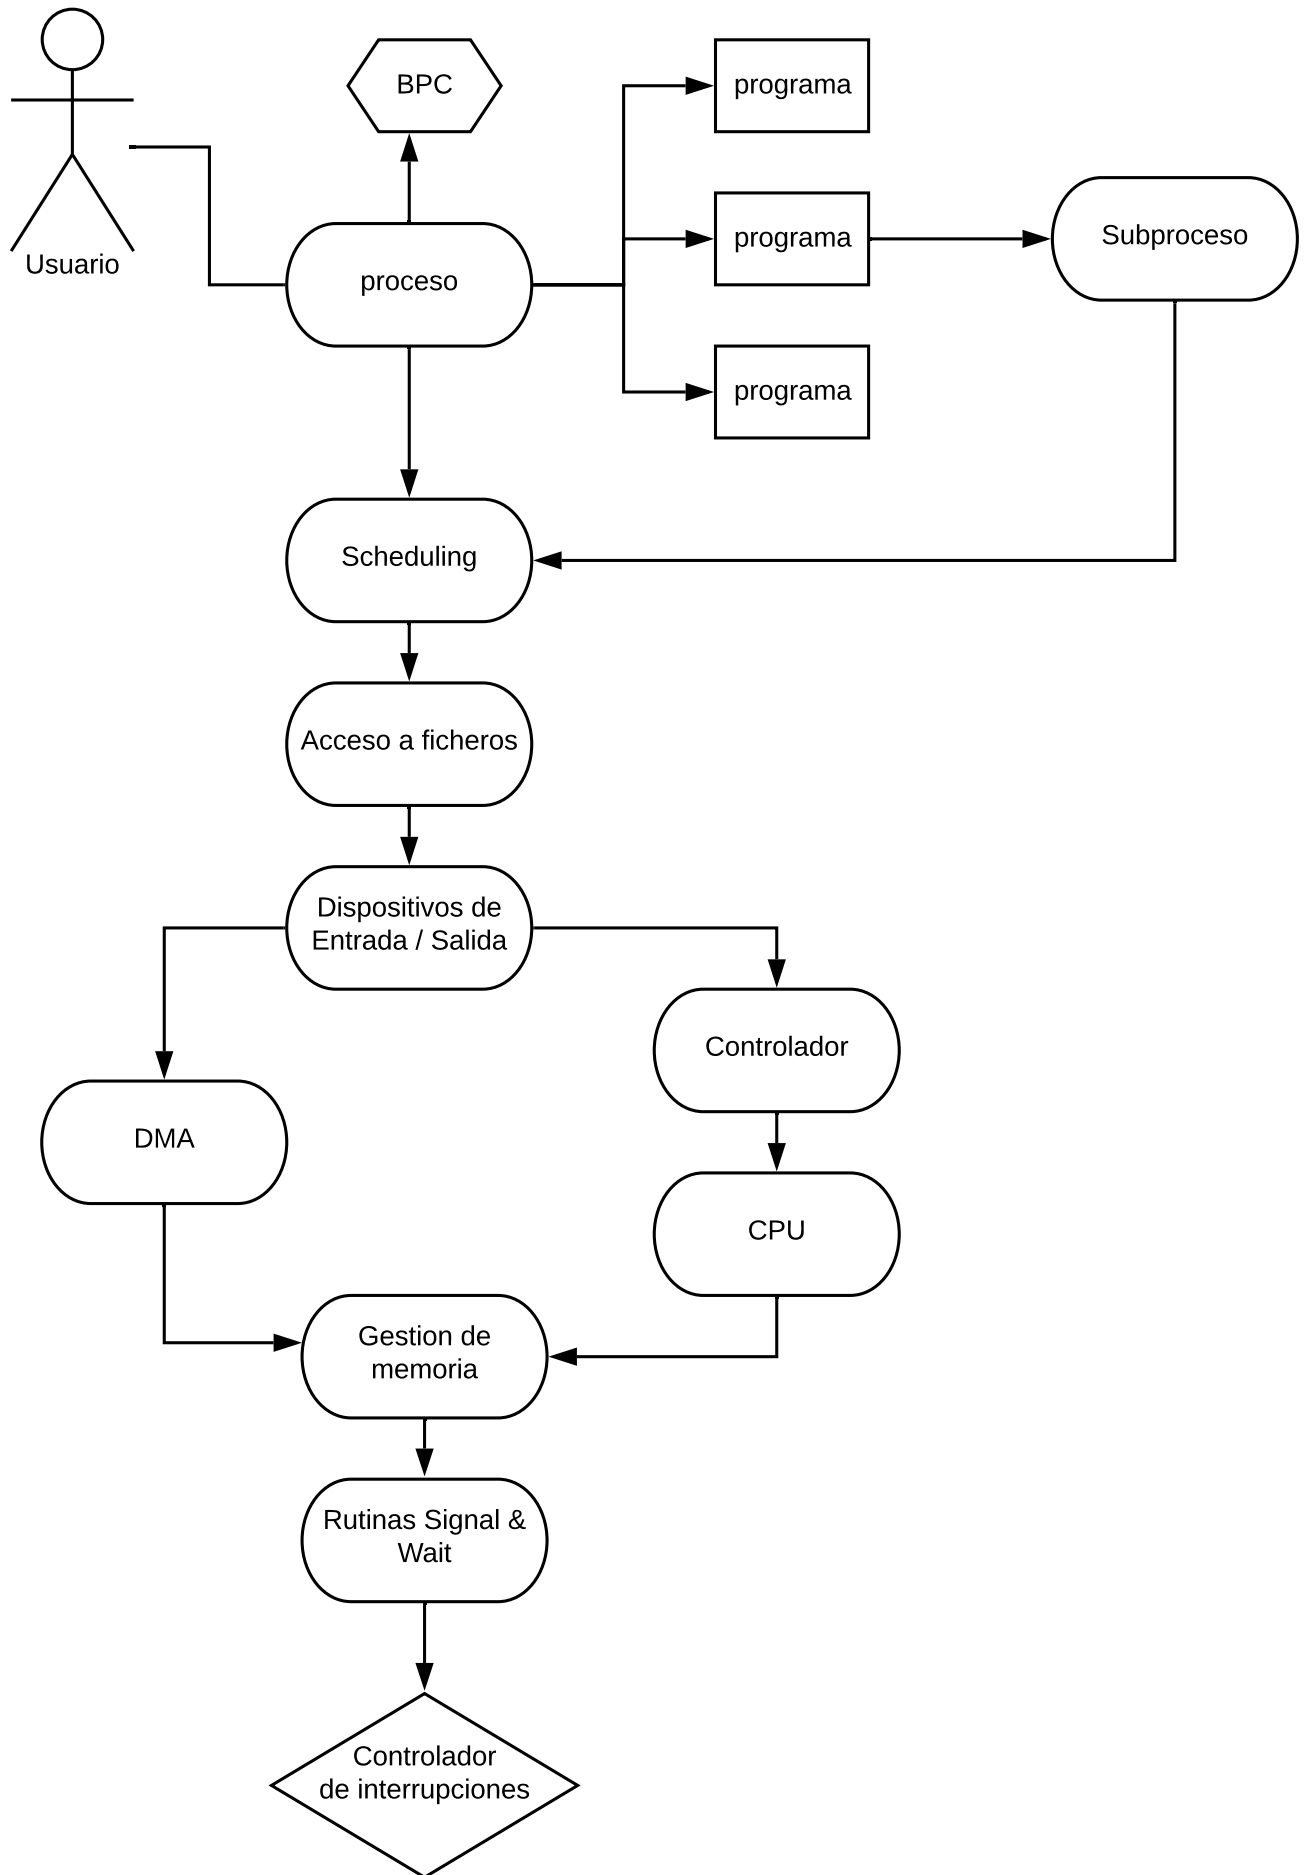 BPC
programa
Usuario
proceso
programa
Subproceso
programa
Scheduling
Acceso a ficheros
Dispositivos de
Entrada / Salida
Controlador
DMA
CPU
Gestion de
memoria
Rutinas Signal &
Wait
Controlador
de interrupciones